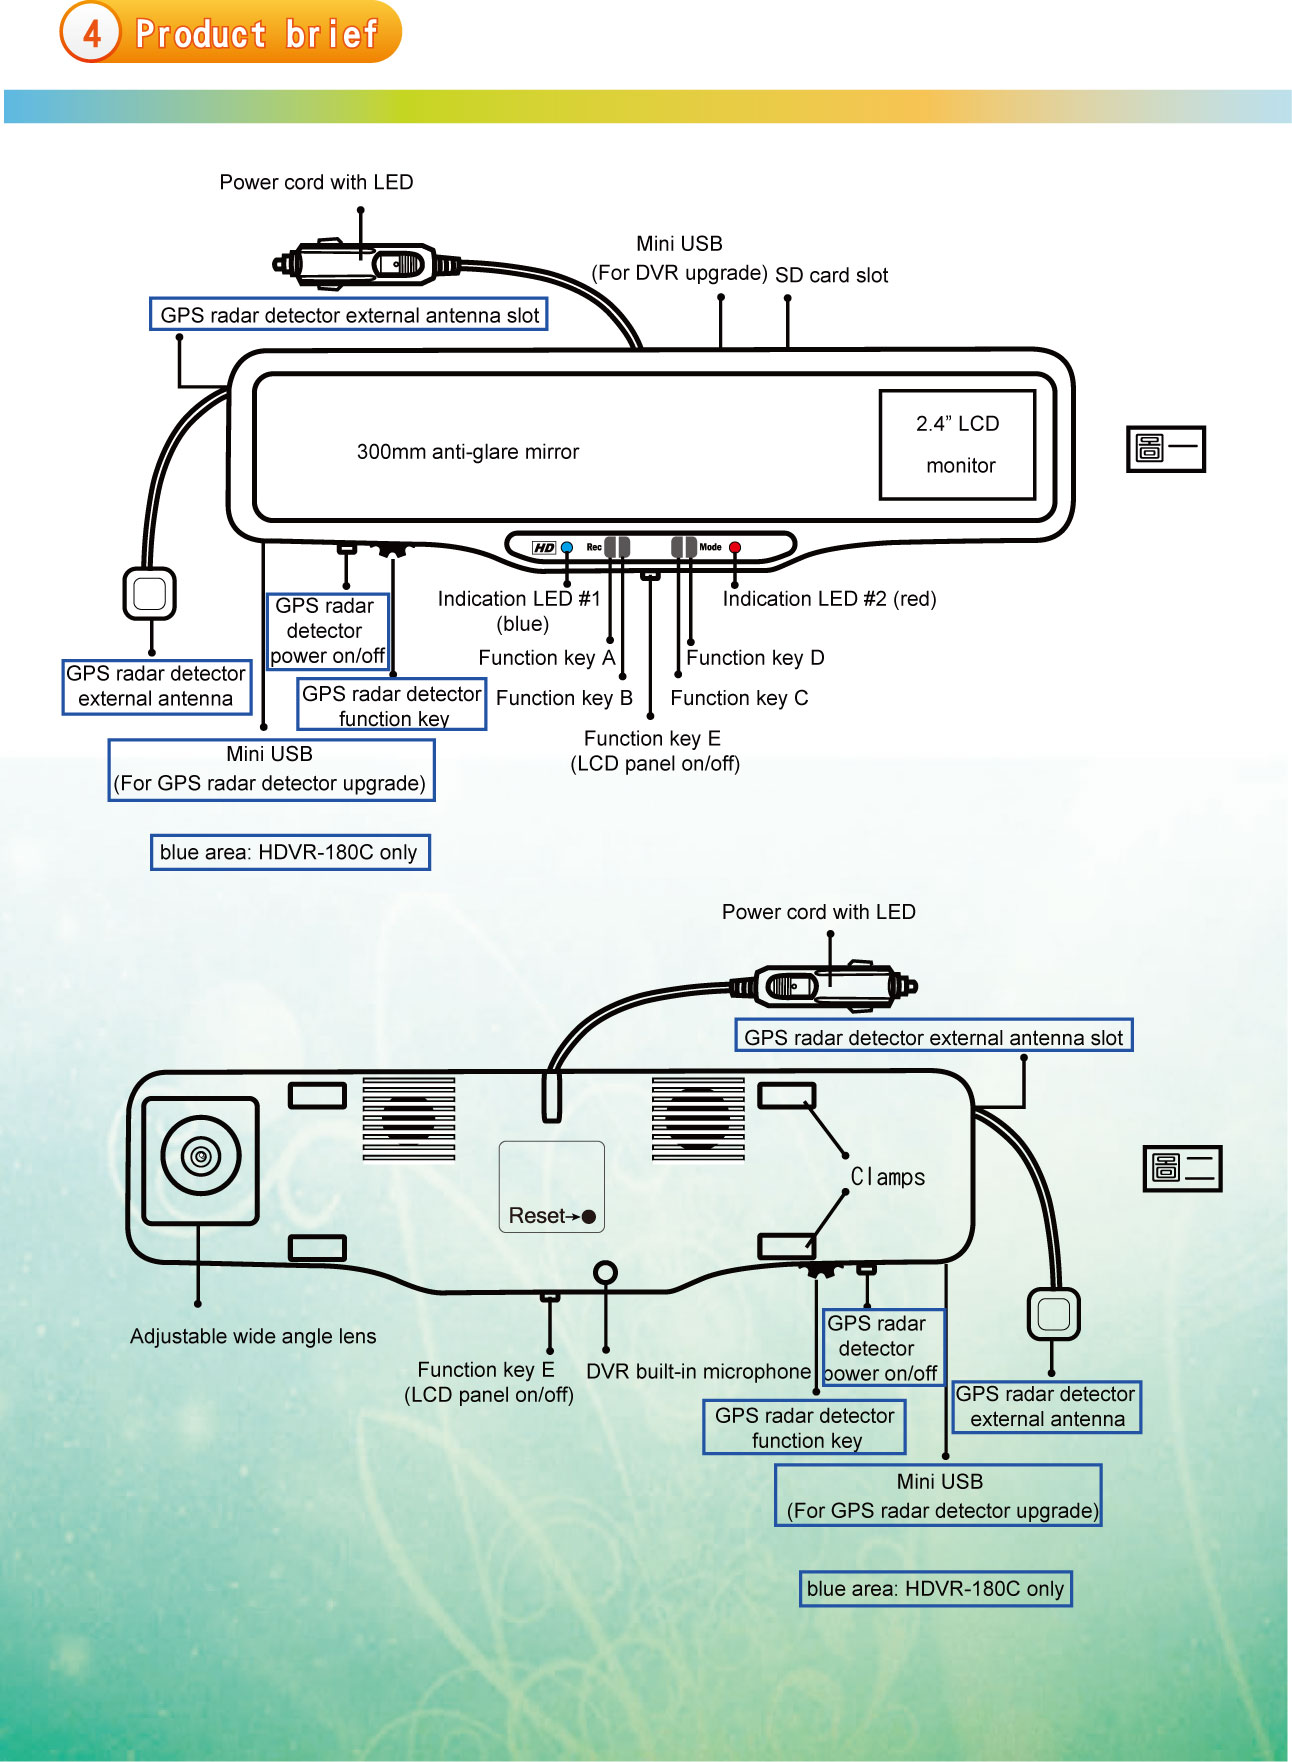 4 Product brief
Power cord with LED
Mini USB
(For DVR upgrade)
SD card slot
GPS radar detector external antenna slot
300mm anti-glare mirror
2.4” LCD
monitor
圖一
HD
Rec
Mode
Indication LED #1
(blue)
Indication LED #2 (red)
GPS radar
detector
power on/off
Function key A
Function key D
GPS radar detector
external antenna
GPS radar detector
function key
Function key B
Function key C
Function key E
(LCD panel on/off)
Mini USB
(For GPS radar detector upgrade)
blue area: HDVR-180C only
Power cord with LED
GPS radar detector external antenna slot
Clamps
圖二
Reset→
Adjustable wide angle lens
Function key E
(LCD panel on/off)
DVR built-in microphone
GPS radar
detector
power on/off
GPS radar detector
external antenna
GPS radar detector
function key
Mini USB
(For GPS radar detector upgrade)
blue area: HDVR-180C only